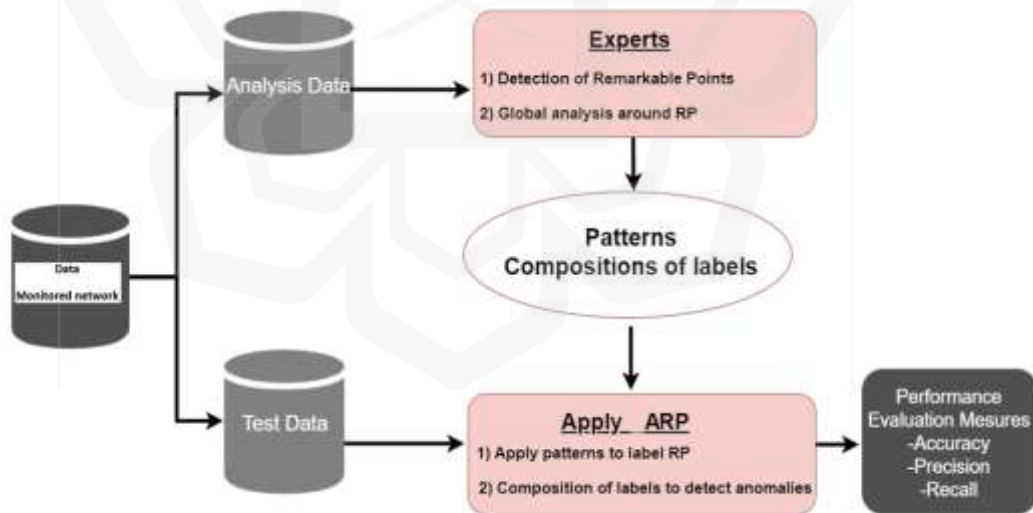 Experts
1) Detection of Remarkable Points
2) Global analysis around RP
Analysis Data
Patterns
Compositions of labels
Data
Monitored network
Test Data
Apply_ ARP
1) Apply patterns to label RP
2) Composition of labels to detect anomalies
Performance
Evaluation Mesures
-Accuracy
-Precision
-Recall